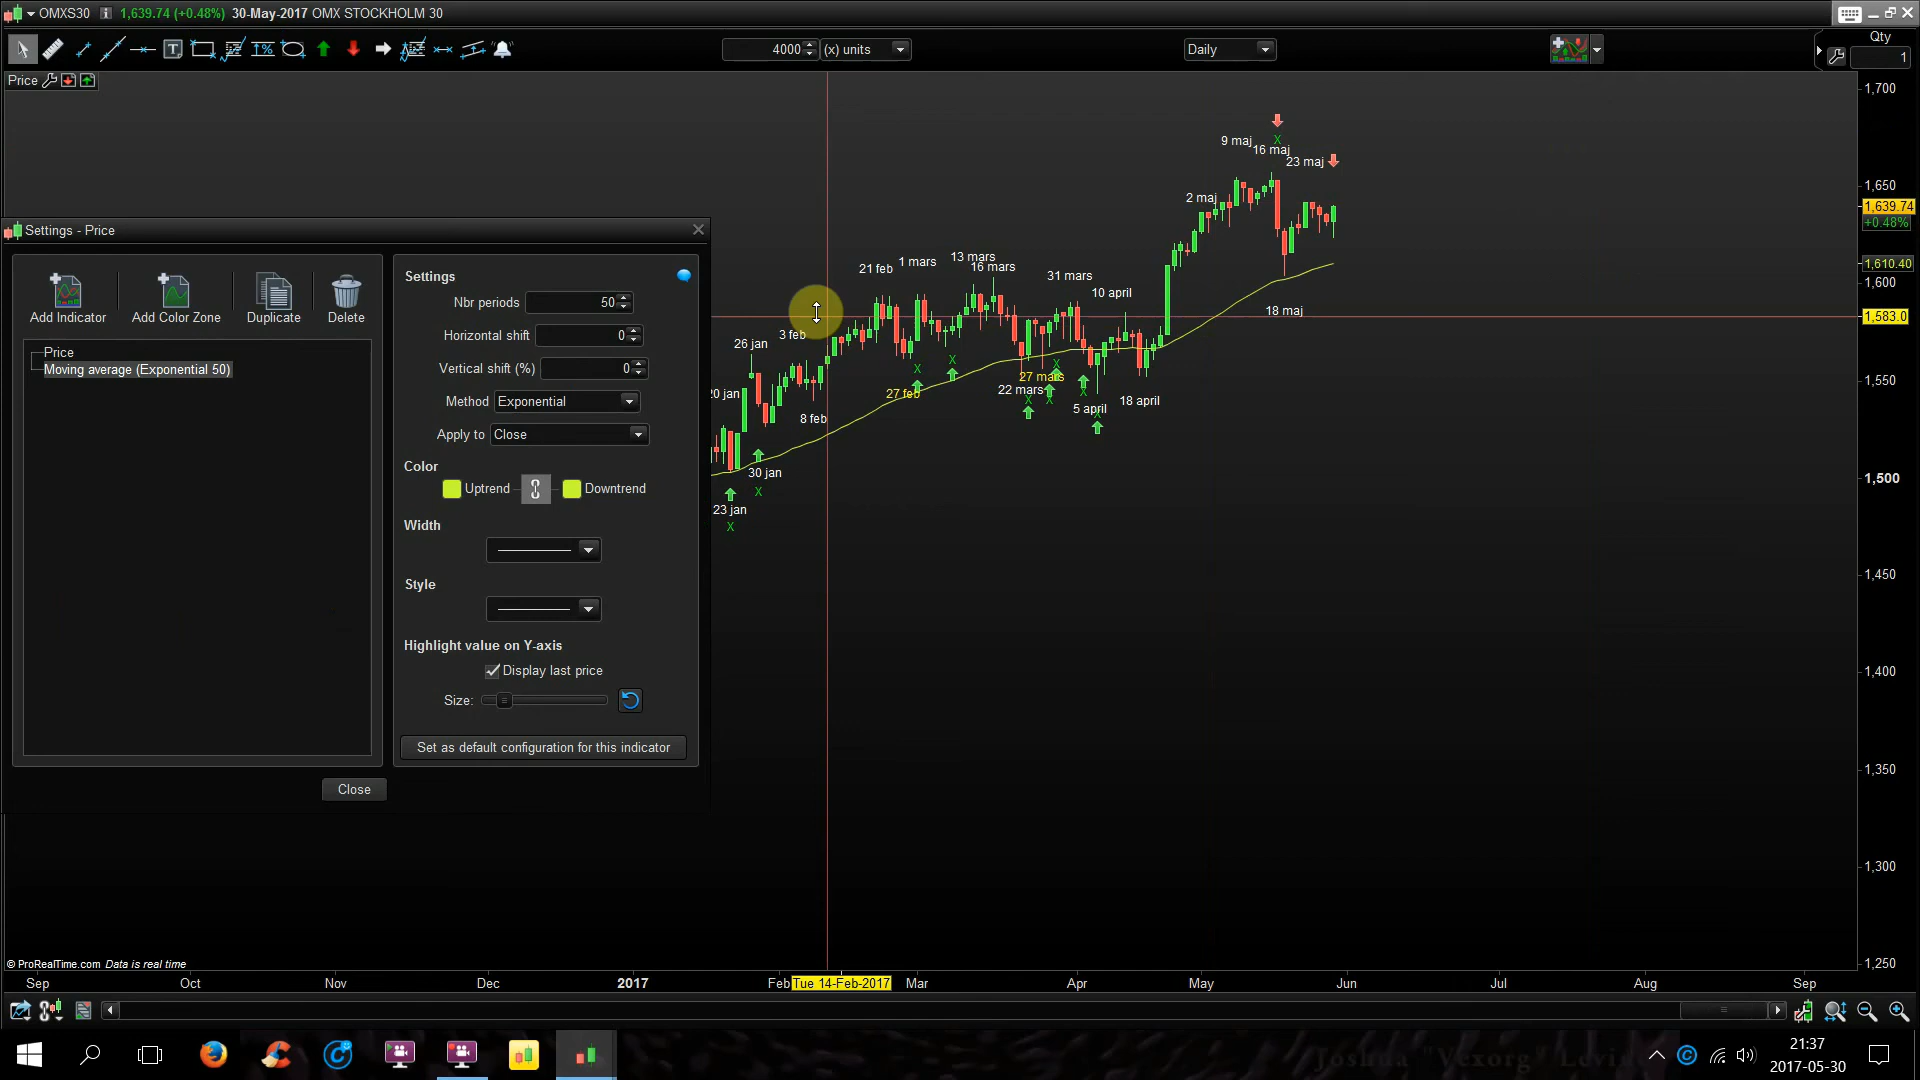 OMXS30 i 1,639.74 (+0.48%) 30-May-2017 OMX STOCKHOLM 30
4000 (x) units Daily Qty
1
Price
1,700
9 maj
16 maj
23 maj
X
2 maj
1,650
1,639.74
+0.48%
1,610.40
1,600
1,583.0
18 maj
21 feb
1 mars
13 mars
16 mars
31 mars
10 april
3 feb
26 jan
20 jan
8 feb
27 feb
X
X
22 mars
27 mars
X
X
X
X
5 april
X
18 april
1,550
1,500
30 jan
X
23 jan
X
1,450
1,400
1,350
1,300
1,250
Settings - Price
Add Indicator
Add Color Zone
Duplicate
Delete
Price
Moving average (Exponential 50)
Settings
Nbr periods 50
Horizontal shift 0
Vertical shift (%) 0
Method Exponential
Apply to Close
Color
Uptrend Downtrend
Width
Style
Highlight value on Y-axis
Display last price
Size:
Set as default configuration for this indicator
Close
© ProRealTime.com Data is real time
Sep Oct Nov Dec 2017 Feb Tue 14-Feb-2017 Mar Apr May Jun Jul Aug Sep
Joshua "Vexorg" Levin
21:37
2017-05-30